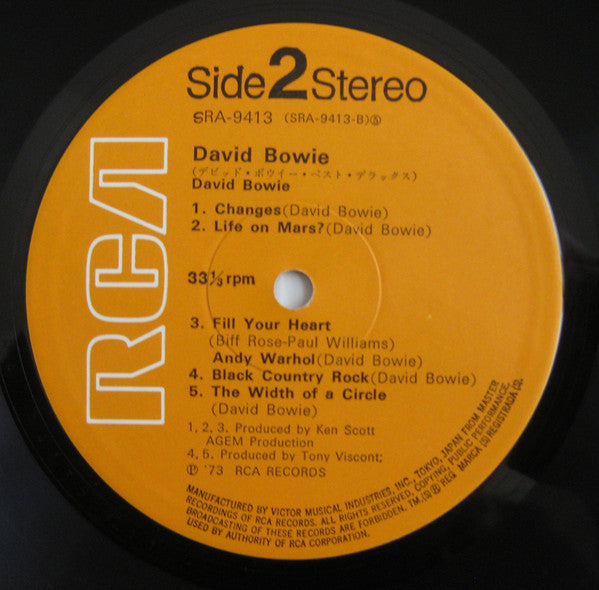 Side 2 Stereo
SRA-9413 (SRA-9413-B)Ⓢ
RCA
David Bowie
(デビッド・ボウイー・ベスト・デラックス)
David Bowie
1. Changes(David Bowie)
2. Life on Mars?(David Bowie)
33⅓ rpm
3. Fill Your Heart
(Biff Rose-Paul Williams)
Andy Warhol(David Bowie)
4. Black Country Rock(David Bowie)
5. The Width of a Circle
(David Bowie)
1, 2, 3. Produced by Ken Scott
AGEM Production
4, 5. Produced by Tony Viscont;
Ⓟ '73 RCA RECORDS
MANUFACTURED BY VICTOR MUSICAL INDUSTRIES, INC., TOKYO, JAPAN FROM MASTER
RECORDINGS OF RCA RECORDS. ALL RIGHTS RESERVED, COPYING, PUBLIC PERFORMANCE,
BROADCASTING OF THESE RECORDS ARE FORBIDDEN. TM.(S) ® REG. MARCA (S) REGISTRADA (S).
USED BY AUTHORITY OF RCA CORPORATION.